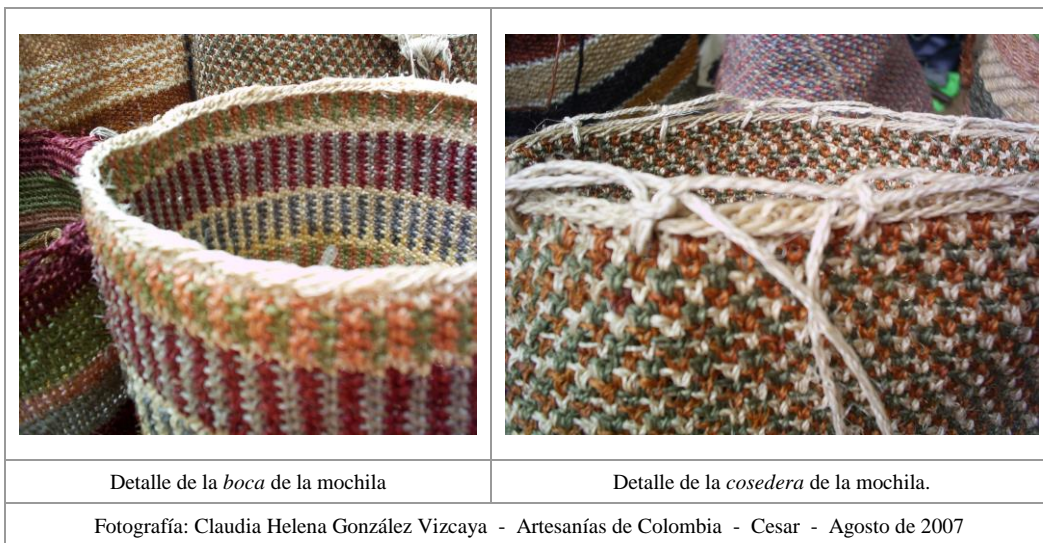 Detalle de la boca de la mochila
Detalle de la cosedera de la mochila.
Fotografía: Claudia Helena González Vizcaya - Artesanías de Colombia - Cesar - Agosto de 2007